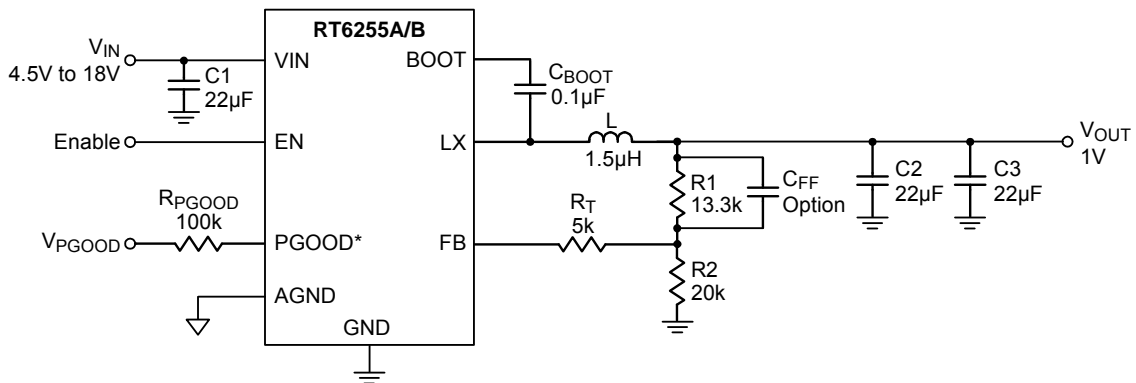 RT6255A/B
VIN
4.5V to 18V
C1
22µF
VIN
BOOT
CBOOT
0.1µF
Enable
EN
LX
L
1.5µH
VOUT
1V
R1
13.3k
CFF
Option
C2
22µF
C3
22µF
RPGOOD
100k
VPGOOD
PGOOD*
FB
RT
5k
R2
20k
AGND
GND